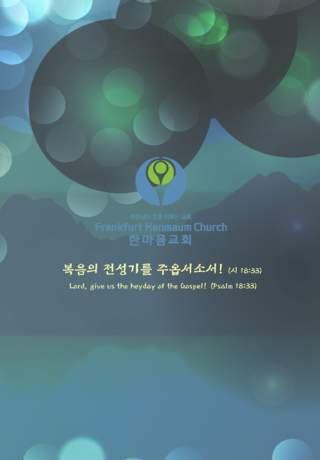 Frankfurt Hanmaum Church
한마음교회
복음의 전성기를 주옵서소서! (시 18:33)
Lord, give us the heyday of the Gospel! (Psalm 18:33)